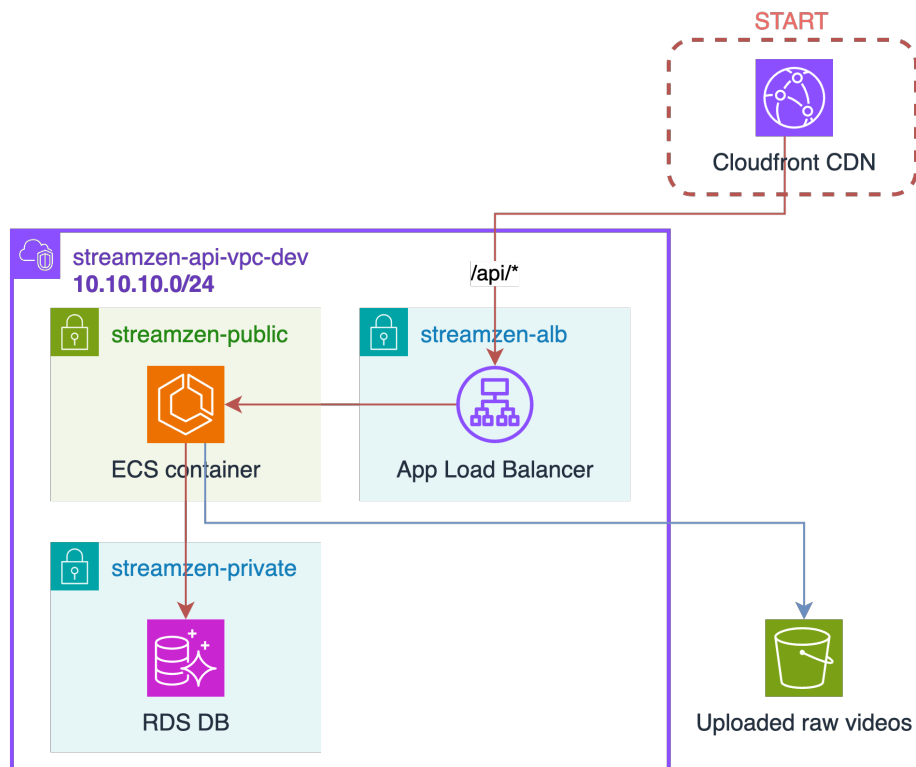 START
Cloudfront CDN
streamzen-api-vpc-dev
10.10.10.0/24
/api/*
streamzen-public
streamzen-alb
ECS container
App Load Balancer
streamzen-private
RDS DB
Uploaded raw videos